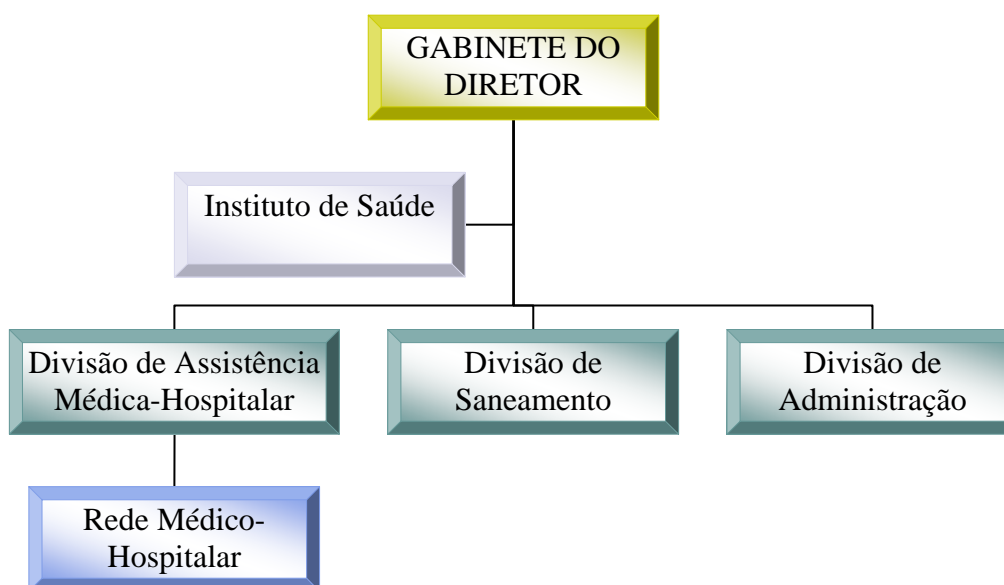 GABINETE DO
DIRETOR
Instituto de Saúde
Divisão de Assistência
Médica-Hospitalar
Divisão de
Saneamento
Divisão de
Administração
Rede Médico-
Hospitalar